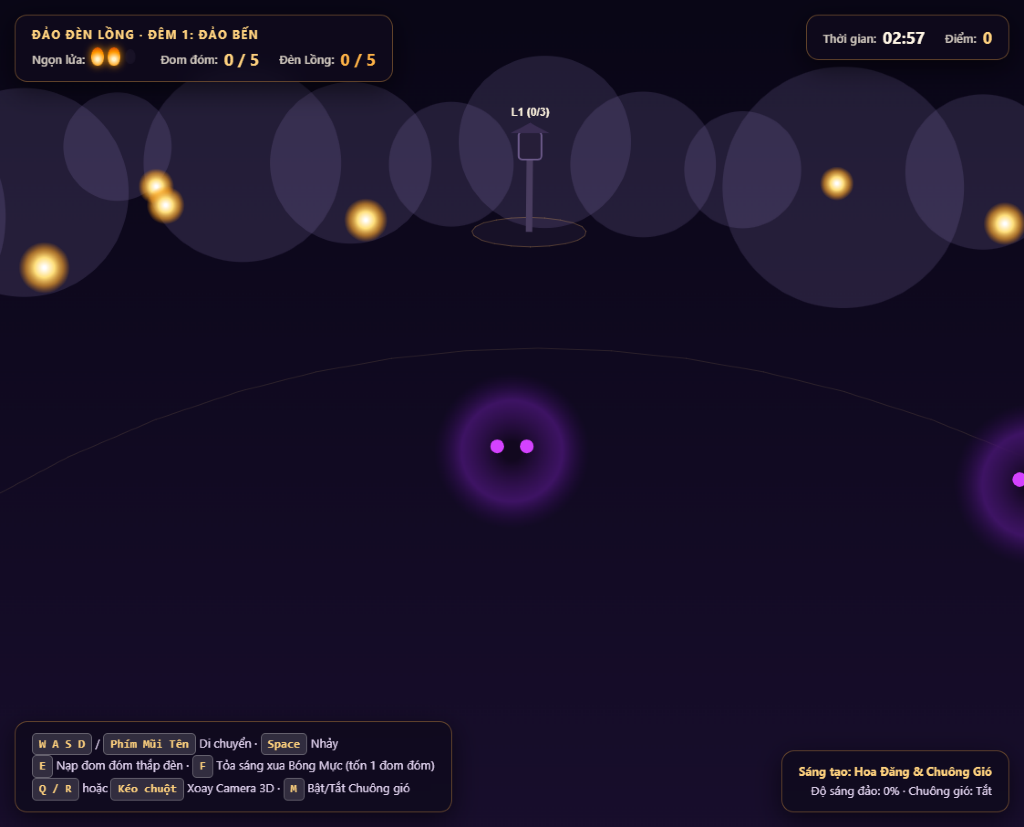 ĐẢO ĐÈN LỒNG · ĐÊM 1: ĐẢO BẾN
Ngọn lửa: Đom đóm: 0 / 5 Đèn Lồng: 0 / 5
Thời gian: 02:57 Điểm: 0
L1 (0/3)
W A S D / Phím Mũi Tên Di chuyển · Space Nhảy
E Nạp đom đóm thắp đèn · F Tỏa sáng xua Bóng Mực (tốn 1 đom đóm)
Q / R hoặc Kéo chuột Xoay Camera 3D · M Bật/Tắt Chuông gió
Sáng tạo: Hoa Đăng & Chuông Gió
Độ sáng đảo: 0% · Chuông gió: Tắt